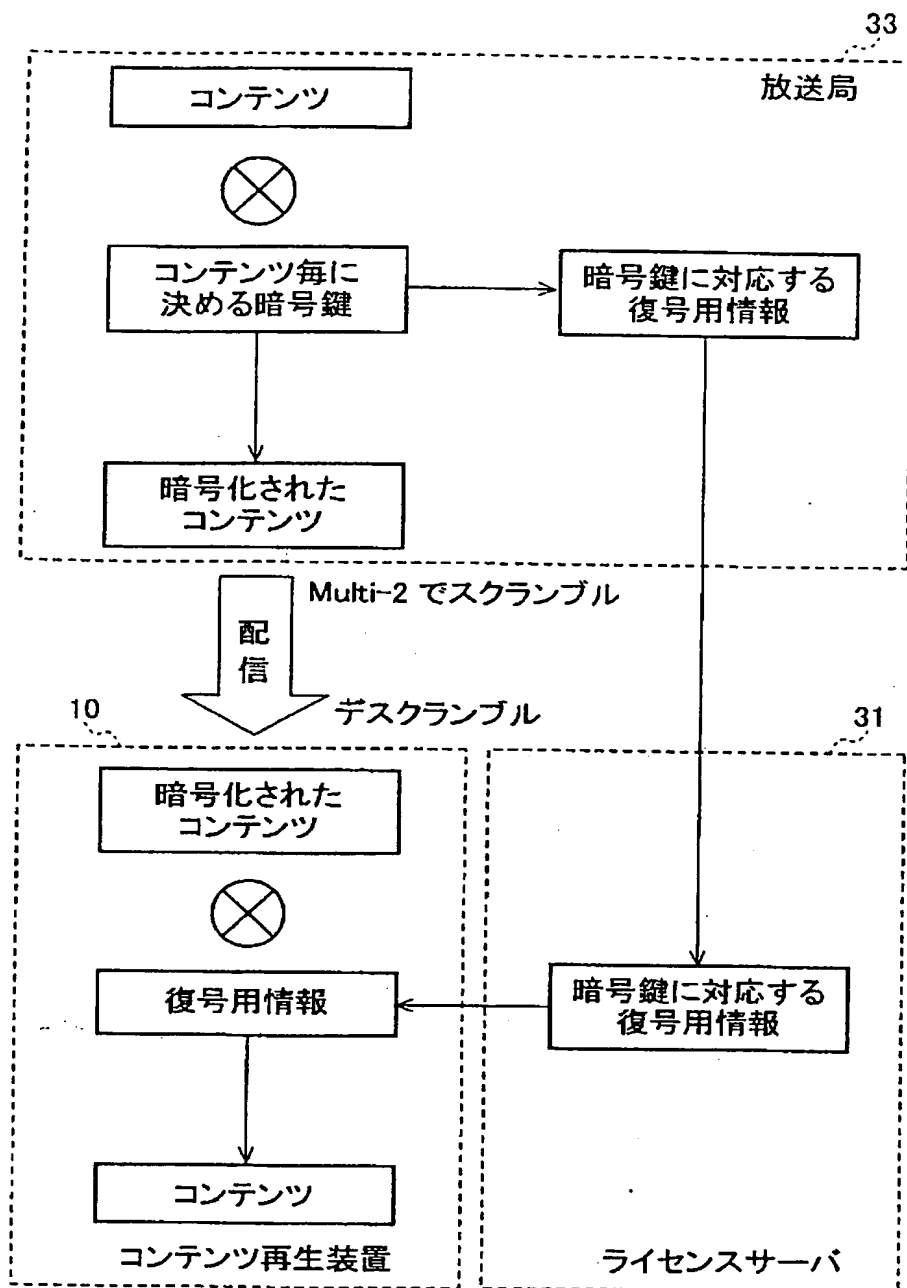 33
放送局
コンテンツ
コンテンツ毎に
決める暗号鍵
暗号鍵に対応する
復号用情報
暗号化された
コンテンツ
Multi-2 でスクランブル
配
信
デスクランブル
10
31
暗号化された
コンテンツ
復号用情報
暗号鍵に対応する
復号用情報
コンテンツ
コンテンツ再生装置
ライセンスサーバ